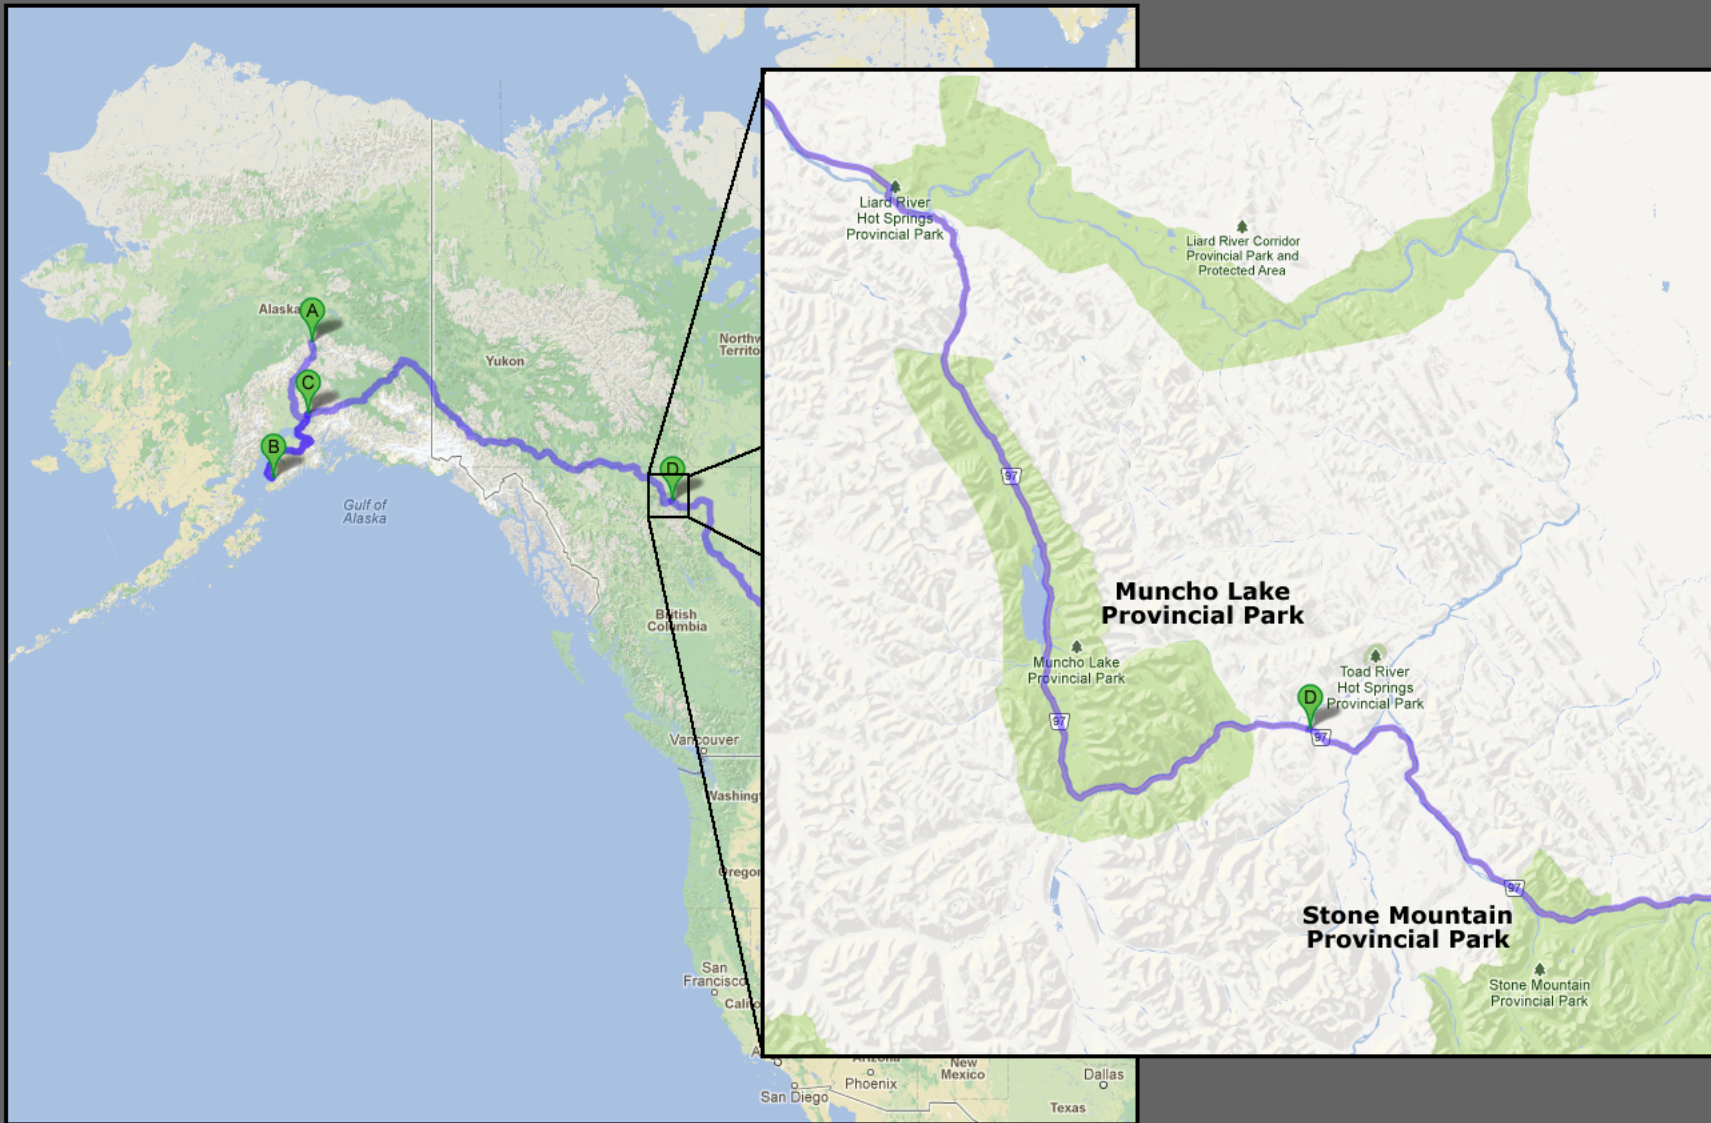 Alaska
A
C
B
D
Yukon
Northw
Territo
Gulf of
Alaska
British
Columbia
Vancouver
Washingt
Oregon
San
Francisco
Calif
San Diego
Arizona
Phoenix
New
Mexico
Dallas
Texas
Liard River
Hot Springs
Provincial Park
Liard River Corridor
Provincial Park and
Protected Area
97
Muncho Lake
Provincial Park
Muncho Lake
Provincial Park
97
Toad River
Hot Springs
Provincial Park
D
97
97
Stone Mountain
Provincial Park
Stone Mountain
Provincial Park